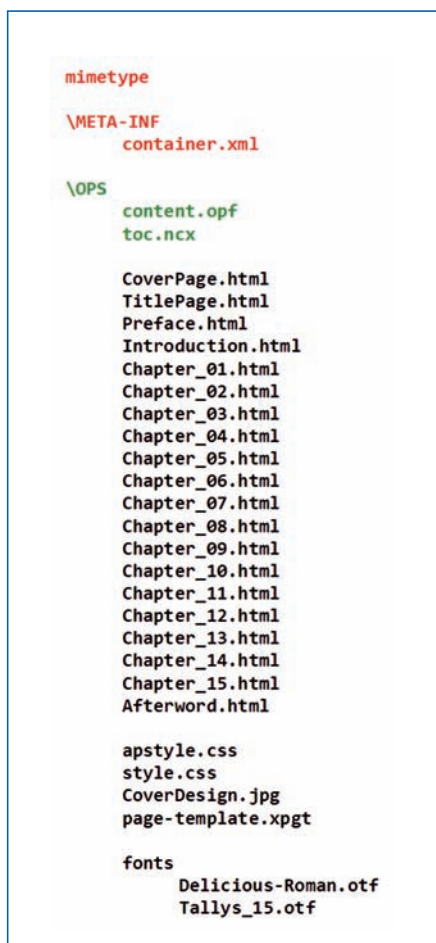 mimetype
\META-INF
container.xml
\OPS
content.opf
toc.ncx
CoverPage.html
TitlePage.html
Preface.html
Introduction.html
Chapter_01.html
Chapter_02.html
Chapter_03.html
Chapter_04.html
Chapter_05.html
Chapter_06.html
Chapter_07.html
Chapter_08.html
Chapter_09.html
Chapter_10.html
Chapter_11.html
Chapter_12.html
Chapter_13.html
Chapter_14.html
Chapter_15.html
Afterword.html
apstyle.css
style.css
CoverDesign.jpg
page-template.xpgt
fonts
Delicious-Roman.otf
Tallys_15.otf